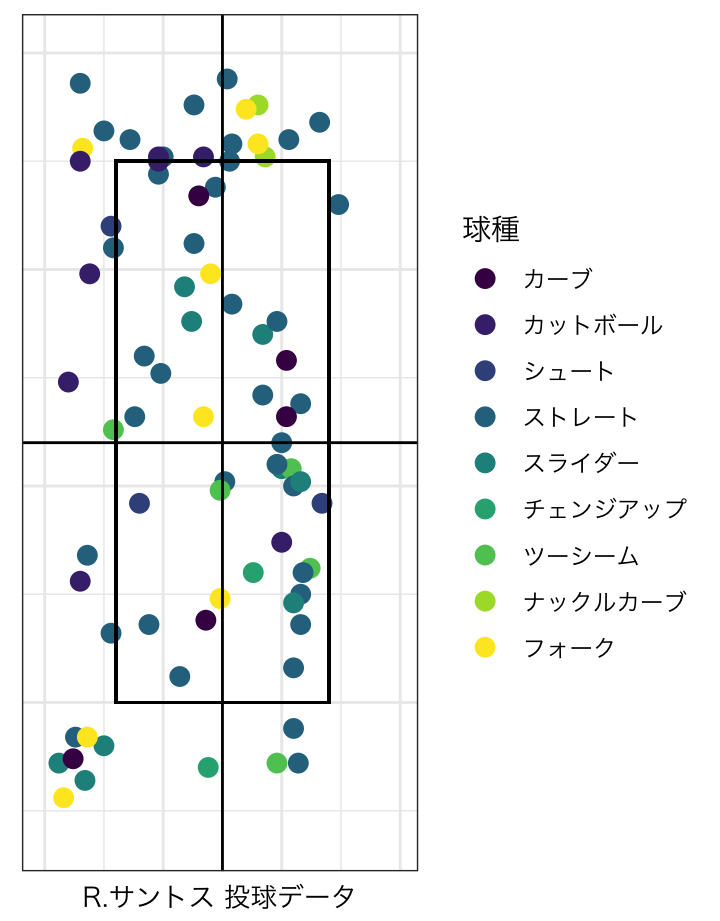 球種
カーブ
カットボール
シュート
ストレート
スライダー
チェンジアップ
ツーシーム
ナックルカーブ
フォーク
R.サントス 投球データ